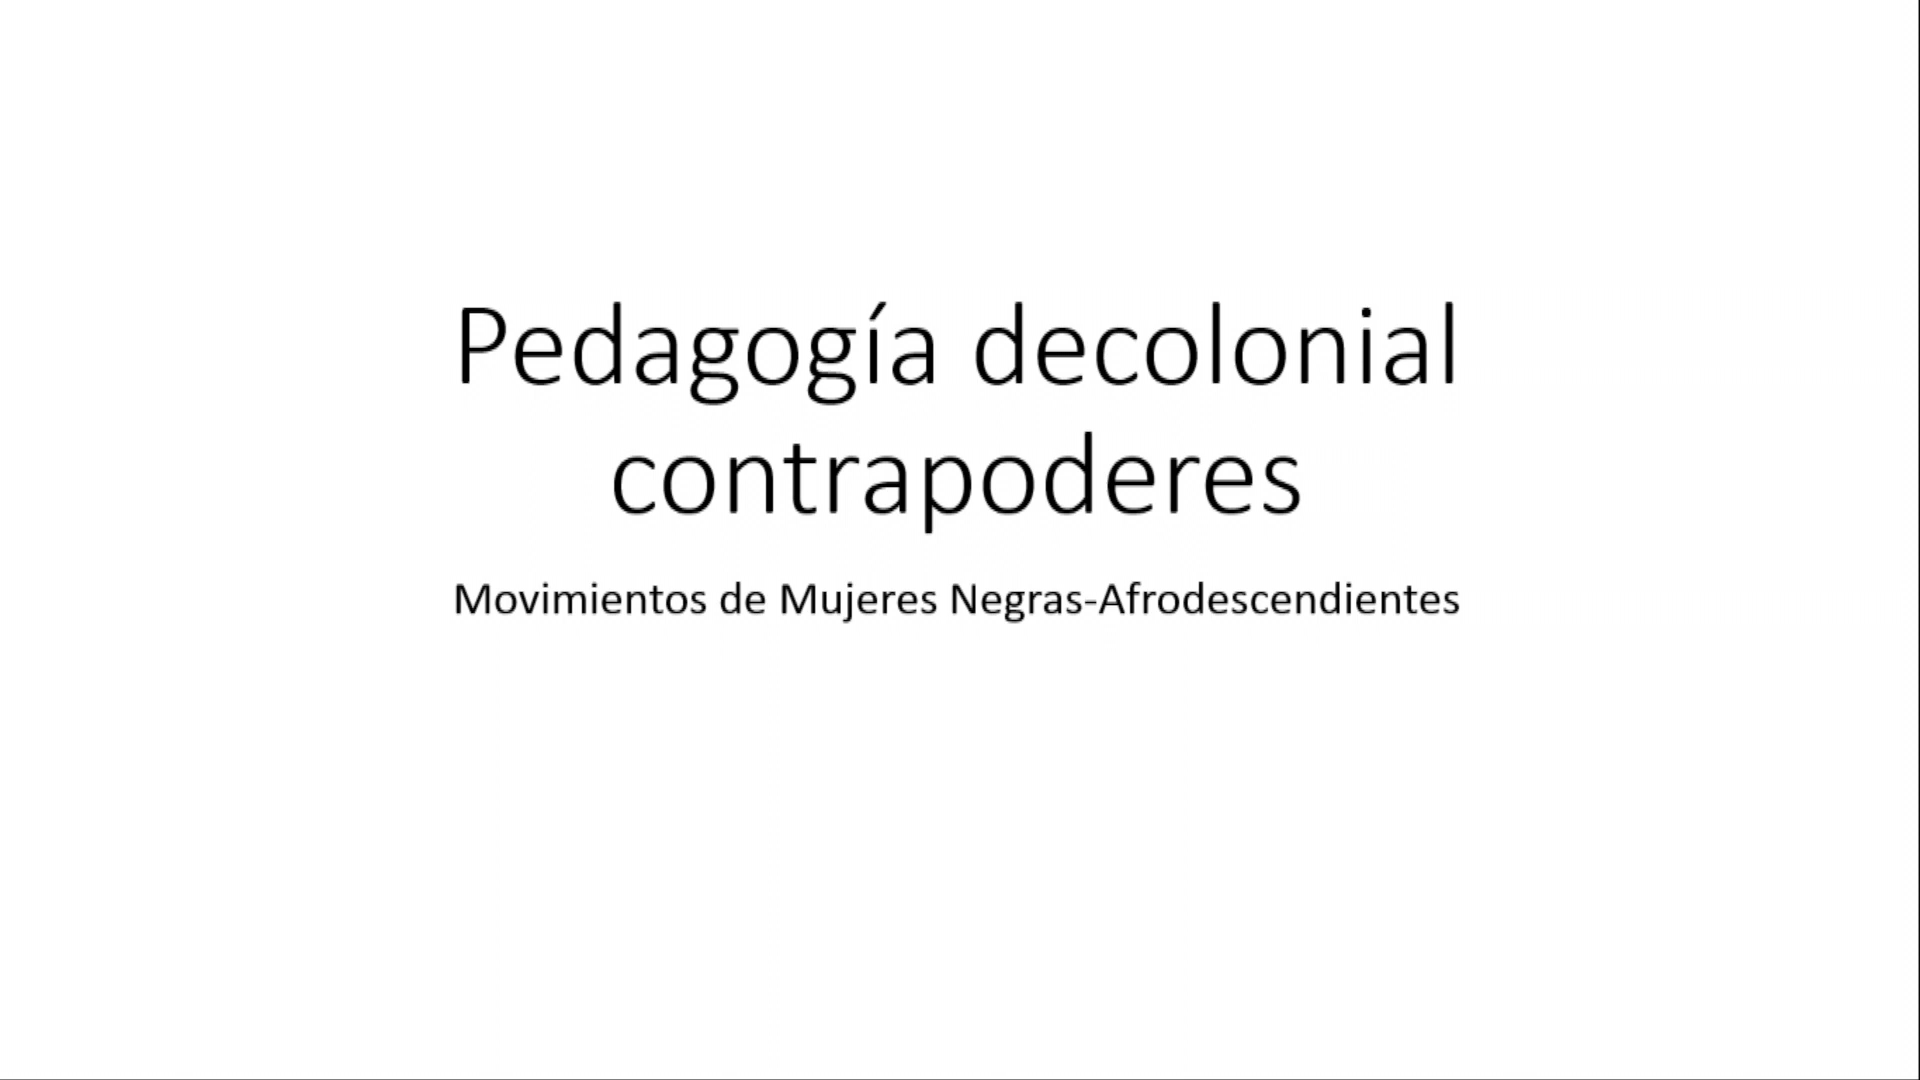 Pedagogía decolonial
contrapoderes
Movimientos de Mujeres Negras-Afrodescendientes